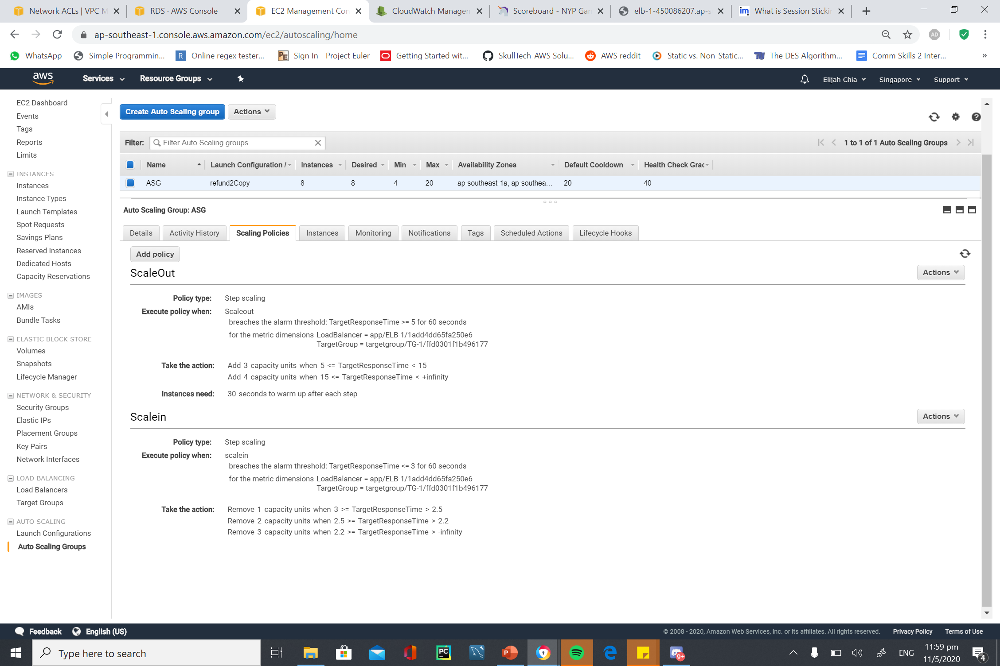 Network ACLs | VPC M
RDS · AWS Console
EC2 Management Con
CloudWatch Managem
Scoreboard - NYP Gam
elb-1-450086207.ap-s
im What is Session Stickin
ap-southeast-1.console.aws.amazon.com/ec2/autoscaling/home
AD
WhatsApp
Simple Programmin...
R Online regex tester...
PE Sign In - Project Euler
Getting Started wit...
SkullTech-AWS Solu...
AWS reddit
Static vs. Non-Static...
TU The DES Algorithm...
Comm Skills 2 Inter...
»
aws Services Resource Groups Elijah Chia Singapore Support
EC2 Dashboard
Events
Tags
Reports
Limits
INSTANCES
Instances
Instance Types
Launch Templates
Spot Requests
Savings Plans
Reserved Instances
Dedicated Hosts
Capacity Reservations
IMAGES
AMIs
Bundle Tasks
ELASTIC BLOCK STORE
Volumes
Snapshots
Lifecycle Manager
NETWORK & SECURITY
Security Groups
Elastic IPs
Placement Groups
Key Pairs
Network Interfaces
LOAD BALANCING
Load Balancers
Target Groups
AUTO SCALING
Launch Configurations
Auto Scaling Groups
Create Auto Scaling group Actions
Filter: Filter Auto Scaling groups... 1 to 1 of 1 Auto Scaling Groups
Name Launch Configuration / Instances Desired Min Max Availability Zones Default Cooldown Health Check Grac
ASG refund2Copy 8 8 4 20 ap-southeast-1a, ap-southea... 20 40
Auto Scaling Group: ASG
Details Activity History Scaling Policies Instances Monitoring Notifications Tags Scheduled Actions Lifecycle Hooks
Add policy
ScaleOut Actions
Policy type: Step scaling
Execute policy when: Scaleout
breaches the alarm threshold: TargetResponseTime >= 5 for 60 seconds
for the metric dimensions LoadBalancer = app/ELB-1/1add4dd65fa250e6
TargetGroup = targetgroup/TG-1/ffd0301f1b496177
Take the action: Add 3 capacity units when 5 <= TargetResponseTime < 15
Add 4 capacity units when 15 <= TargetResponseTime < +infinity
Instances need: 30 seconds to warm up after each step
Scalein Actions
Policy type: Step scaling
Execute policy when: scalein
breaches the alarm threshold: TargetResponseTime <= 3 for 60 seconds
for the metric dimensions LoadBalancer = app/ELB-1/1add4dd65fa250e6
TargetGroup = targetgroup/TG-1/ffd0301f1b496177
Take the action: Remove 1 capacity units when 3 >= TargetResponseTime > 2.5
Remove 2 capacity units when 2.5 >= TargetResponseTime > 2.2
Remove 3 capacity units when 2.2 >= TargetResponseTime > -infinity
Feedback English (US) © 2008 - 2020, Amazon Web Services, Inc. or its affiliates. All rights reserved. Privacy Policy Terms of Use
Type here to search
PC
P
9+
ENG
11:59 pm
11/5/2020
4